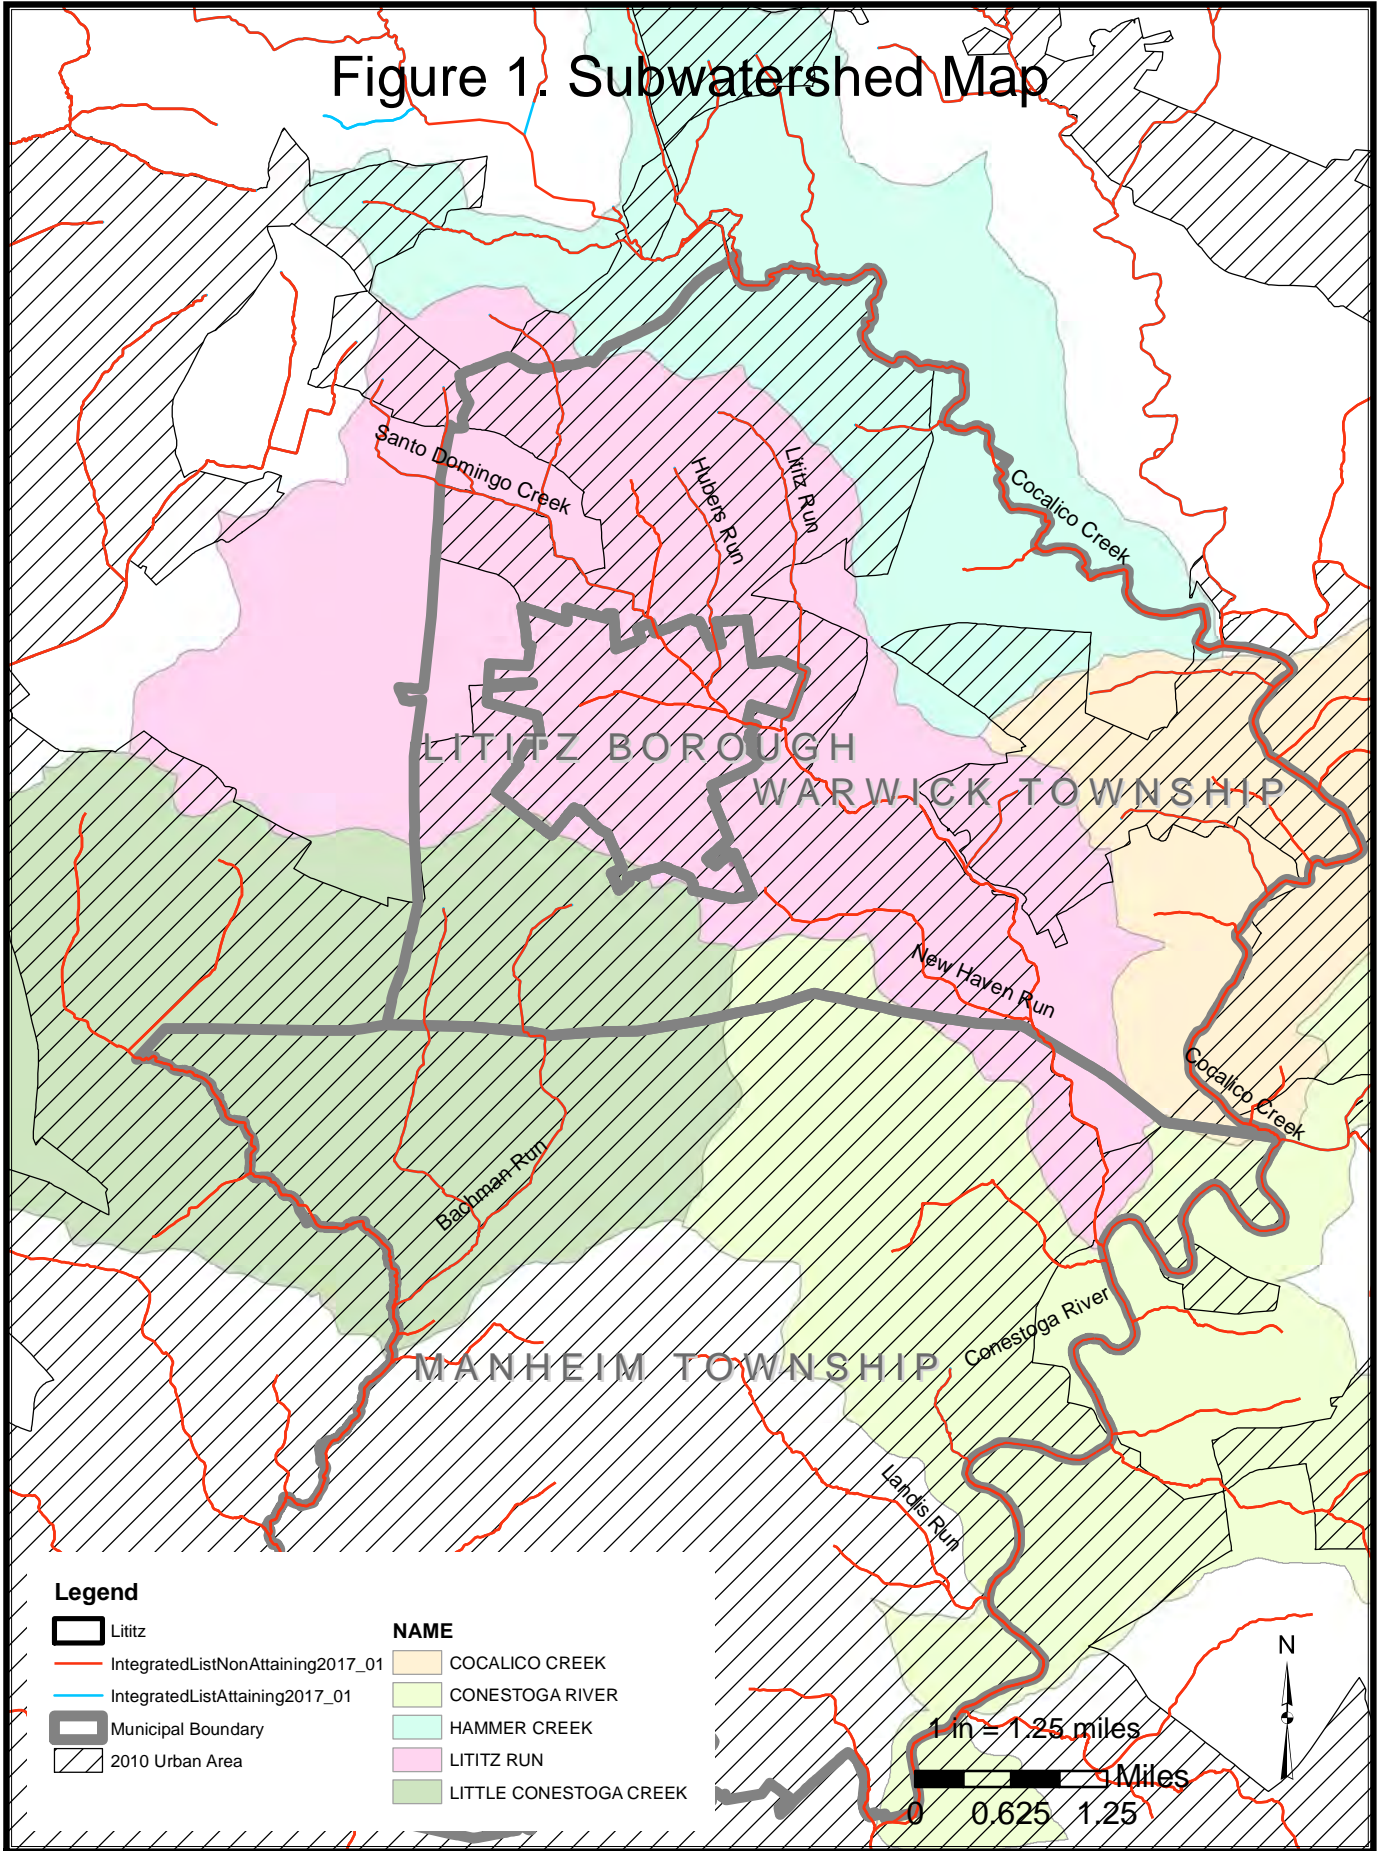 Figure 1. Subwatershed Map
Santo Domingo Creek
Hubers Run
Lititz Run
Cocalico Creek
LITITZ BOROUGH
WARWICK TOWNSHIP
New Haven Run
Cocalico Creek
Bachman Run
Conestoga River
MANHEIM TOWNSHIP
Landis Run
Legend
Lititz
IntegratedListNonAttaining2017_01
IntegratedListAttaining2017_01
Municipal Boundary
2010 Urban Area
NAME
COCALICO CREEK
CONESTOGA RIVER
HAMMER CREEK
LITITZ RUN
LITTLE CONESTOGA CREEK
N
1 in = 1.25 miles
Miles
0 0.625 1.25